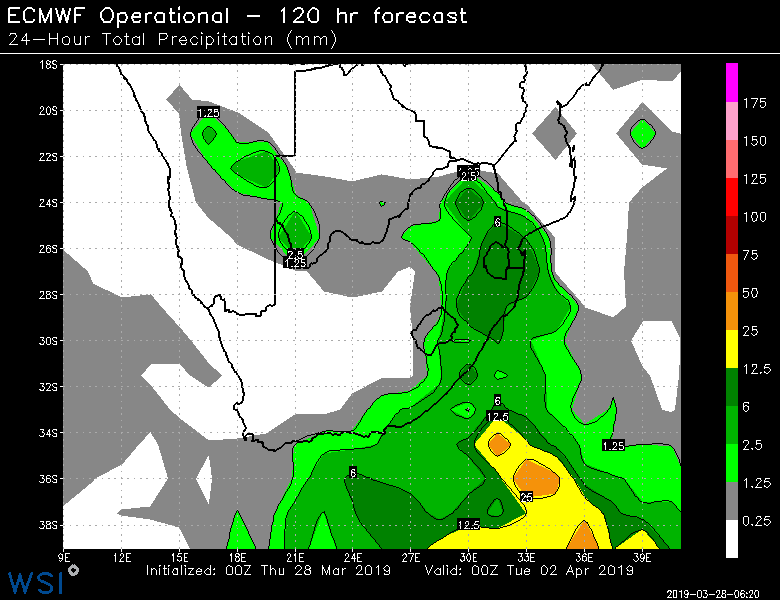 ECMWF Operational − 120 hr forecast
24−Hour Total Precipitation (mm)
18S
20S
22S
24S
26S
28S
30S
32S
34S
36S
38S
1.25
2.5
6
2.5
1.25
6
12.5
1.25
6
25
12.5
175
150
125
100
75
50
25
12.5
6
2.5
1.25
0.25
9E 12E 15E 18E 21E 24E 27E 30E 33E 36E 39E
Initialized: 00Z Thu 28 Mar 2019 Valid: 00Z Tue 02 Apr 2019
WSI
2019−03−28−06:20